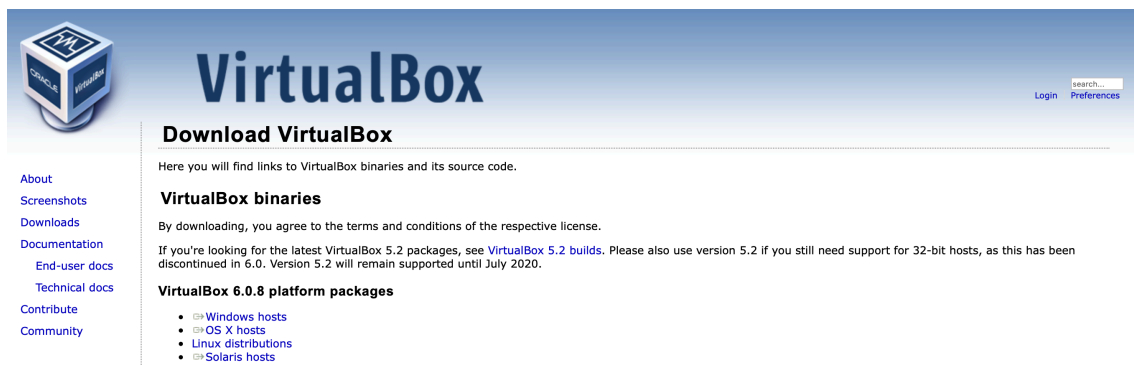 ORACLE
VirtualBox
VirtualBox
search...
Login Preferences
Download VirtualBox
Here you will find links to VirtualBox binaries and its source code.
About
Screenshots
Downloads
Documentation
End-user docs
Technical docs
Contribute
Community
VirtualBox binaries
By downloading, you agree to the terms and conditions of the respective license.
If you're looking for the latest VirtualBox 5.2 packages, see VirtualBox 5.2 builds. Please also use version 5.2 if you still need support for 32-bit hosts, as this has been
discontinued in 6.0. Version 5.2 will remain supported until July 2020.
VirtualBox 6.0.8 platform packages
Windows hosts
OS X hosts
Linux distributions
Solaris hosts